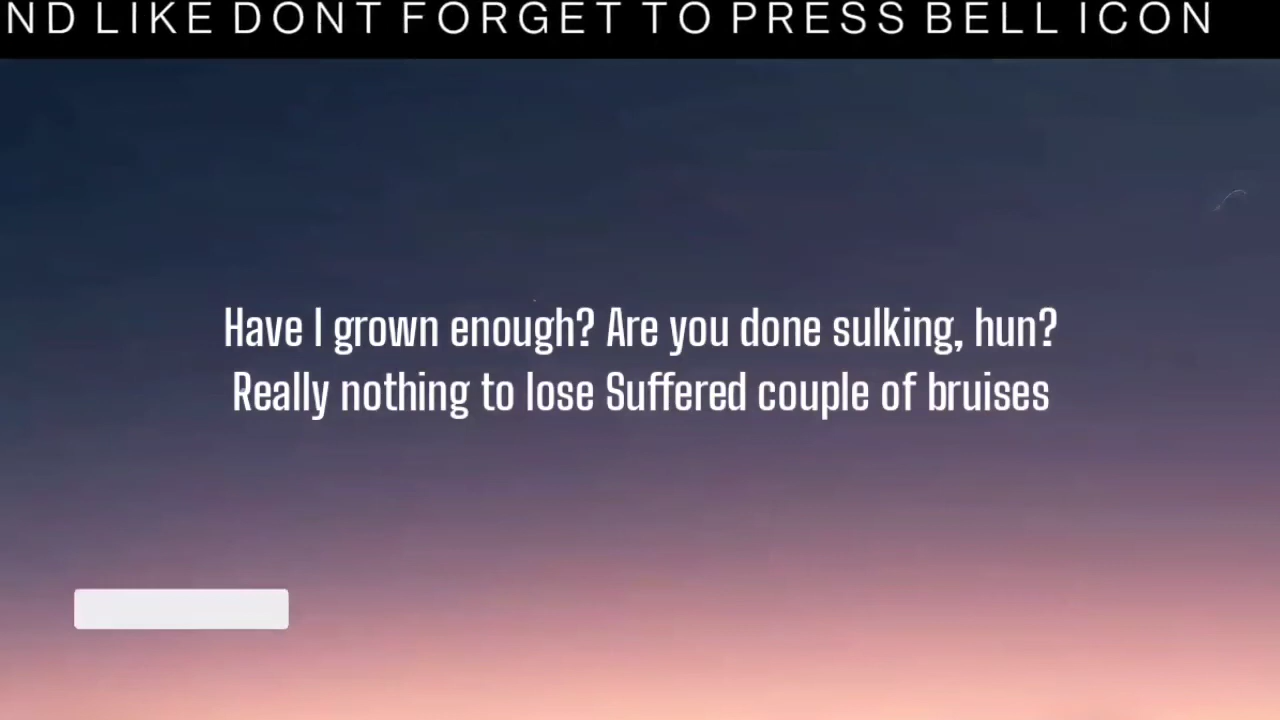 ND LIKE DONT FORGET TO PRESS BELL ICON
Have I grown enough? Are you done sulking, hun?
Really nothing to lose Suffered couple of bruises